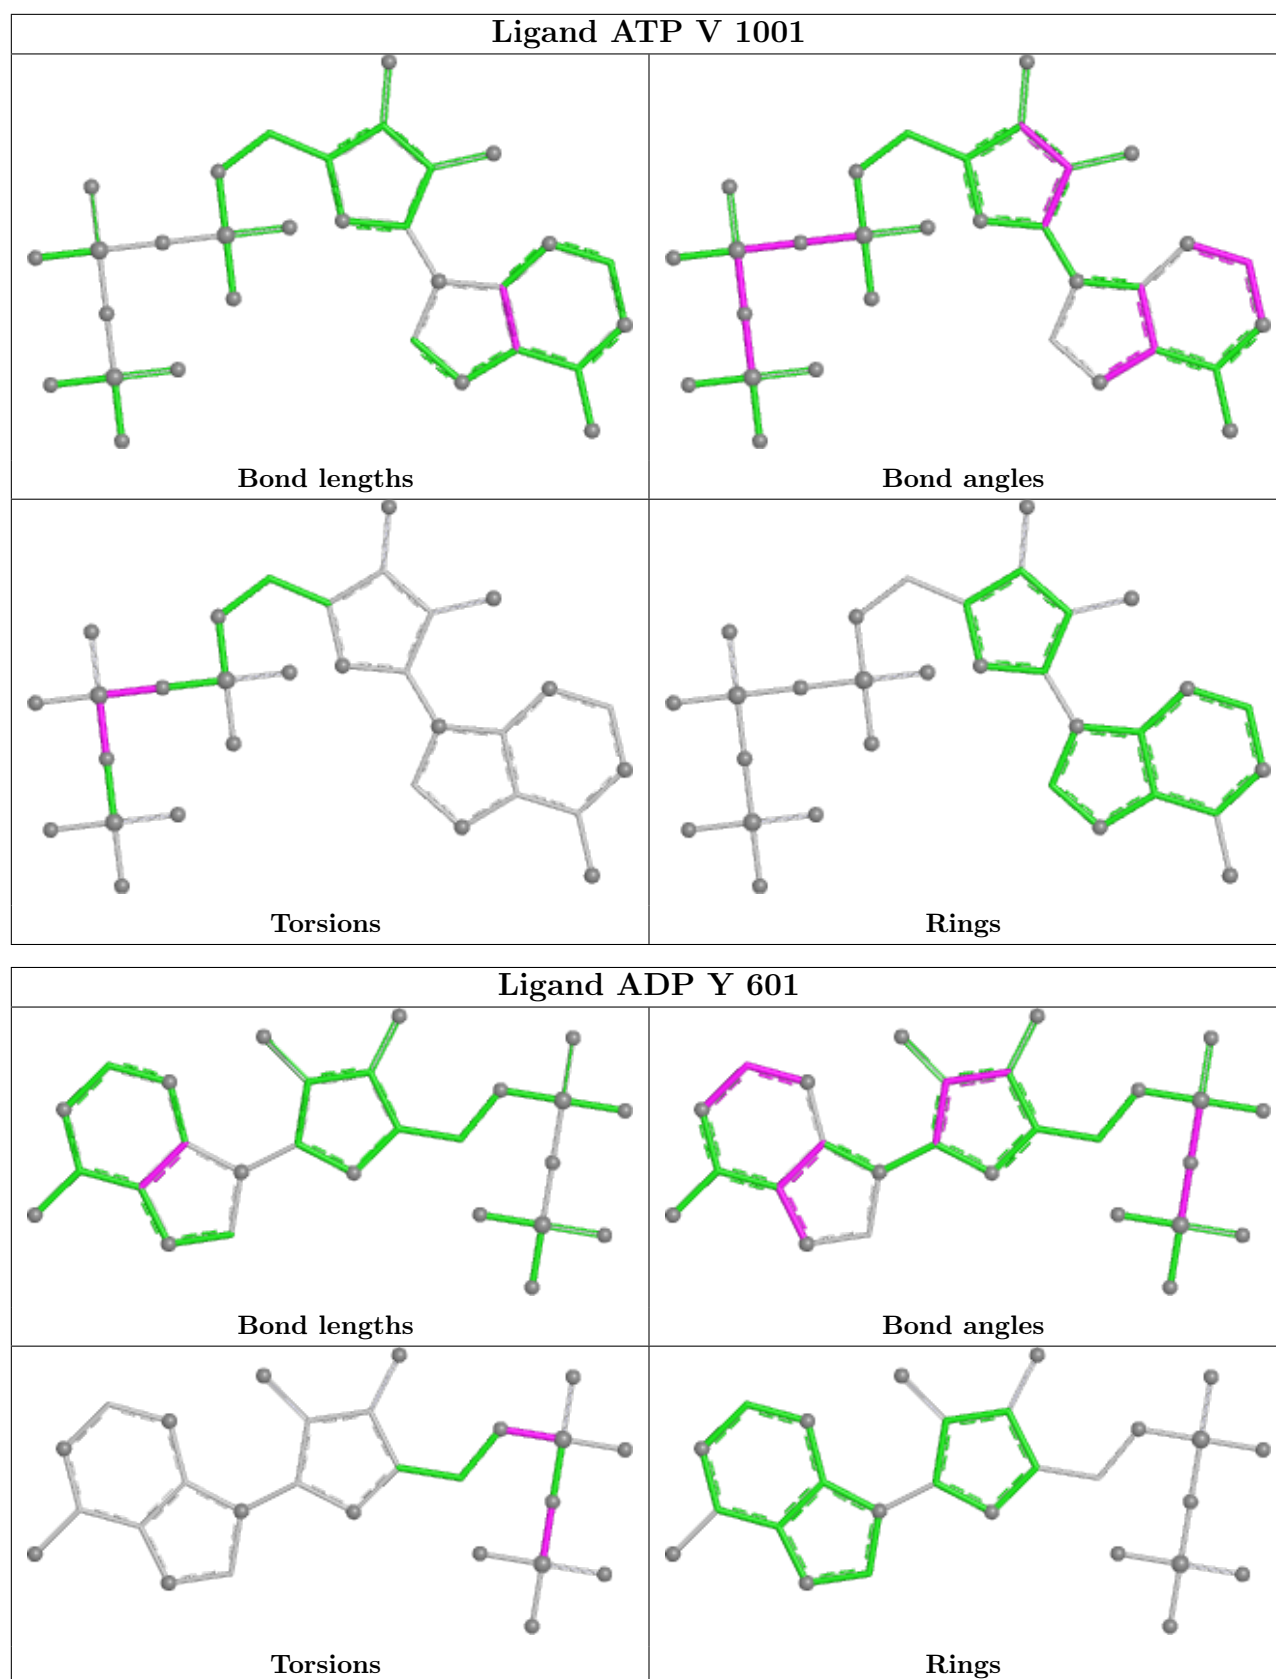 Ligand ATP V 1001
Bond lengths
Bond angles
Torsions
Rings
Ligand ADP Y 601
Bond lengths
Bond angles
Torsions
Rings